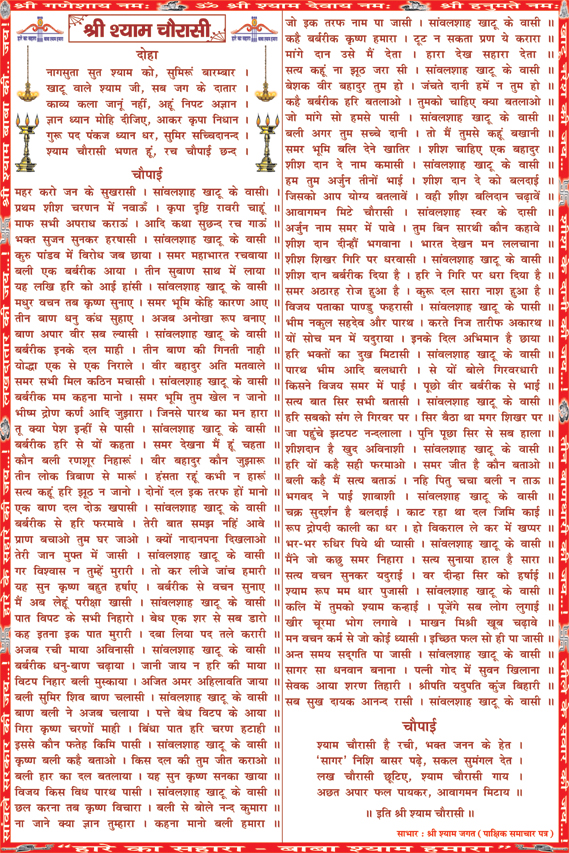 श्री गणेशाय नमः ॐ श्री श्याम देवाय नमः ॐ श्री हनुमते नमः
श्री श्याम चौरासी
दोहा
नागसुता सुत श्याम को, सुमिरूं बारम्बार ।
खाटू वाले श्याम जी, सब जग के दातार ।
काव्य कला जानूं नहीं, अहूं निपट अज्ञान ।
ज्ञान ध्यान मोहि दीजिए, आकर कृपा निधान ।
गुरू पद पंकज ध्यान धर, सुमिर सच्चिदानन्द ।
श्याम चौरासी भणत हूं, रच चौपाई छन्द ।
चौपाई
महर करो जन के सुखरासी । सांवलशाह खाटू के वासी॥
प्रथम शीश चरणन में नवाऊँ । कृपा दृष्टि रावरी चाहूं ॥
माफ सभी अपराध कराऊं । आदि कथा सुछन्द रच गाऊं ॥
भक्त सुजन सुनकर हरषासी । सांवलशाह खाटू के वासी ॥
कुरु पांडव में विरोध जब छाया । समर महाभारत रचवाया ॥
बली एक बर्बरीक आया । तीन सुबाण साथ में लाया ॥
यह लखि हरि को आई हांसी । सांवलशाह खाटू के वासी ॥
मधुर वचन तब कृष्ण सुनाए । समर भूमि केहि कारण आए ॥
तीन बाण धनु कंध सुहाए । अजब अनोखा रूप बनाए ॥
बाण अपार वीर सब ल्यासी । सांवलशाह खाटू के वासी ॥
बर्बरीक इनके दल माही । तीन बाण की गिनती नाही ॥
योद्धा एक से एक निराले । वीर बहादुर अति मतवाले ॥
समर सभी मिल कठिन मचासी । सांवलशाह खाटू के वासी ॥
बर्बरीक मम कहना मानो । समर भूमि तुम खेल न जानो ॥
भीष्म द्रोण कर्ण आदि जुझारा । जिनसे पारथ का मन हारा ॥
तू क्या पेश इन्हीं से पासी । सांवलशाह खाटू के वासी ॥
बर्बरीक हरि से यों कहता । समर देखना मैं हूं चहता ॥
कौन बली रणशूर निहारूं । वीर बहादुर कौन जुझारू ॥
तीन लोक त्रिबाण से मारूं । हंसता रहूं कभी न हारूं ॥
सत्य कहूं हरि झूठ न जानो । दोनों दल इक तरफ हों मानो ॥
एक बाण दल दोऊ खपासी । सांवलशाह खाटू के वासी ॥
बर्बरीक से हरि फरमावे । तेरी बात समझ नहिं आवे ॥
प्राण बचाओ तुम घर जाओ । क्यों नादानपना दिखलाओ ॥
तेरी जान मुफ्त में जासी । सांवलशाह खाटू के वासी ॥
गर विश्वास न तुम्हें मुरारी । तो कर लीजे जांच हमारी ॥
यह सुन कृष्ण बहुत हर्षाए । बर्बरीक से वचन सुनाए ॥
मैं अब लेहूं परीक्षा खासी । सांवलशाह खाटू के वासी ॥
पात विपट के सभी निहारो । बेध एक शर से सब डारो ॥
कह इतना इक पात मुरारी । दबा लिया पद तले करारी ॥
अजब रची माया अविनासी । सांवलशाह खाटू के वासी ॥
बर्बरीक धनु-बाण चढ़ाया । जानी जाय न हरि की माया ॥
विटप निहार बली मुस्काया । अजित अमर अहिलावति जाया ॥
बली सुमिर शिव बाण चलासी । सांवलशाह खाटू के वासी ॥
बाण बली ने अजब चलाया । पत्ते बेध विटप के आया ॥
गिरा कृष्ण चरणों माही । बिंधा पात हरि चरण हटाही ॥
इससे कौन फतेह किमि पासी । सांवलशाह खाटू के वासी ॥
कृष्ण बली कहै बताओ । किस दल की तुम जीत कराओ ॥
बली हार का दल बतलाया । यह सुन कृष्ण सनका खाया ॥
विजय किस विध पारथ पासी । सांवलशाह खाटू के वासी ॥
छल करना तब कृष्ण विचारा । बली से बोले नन्द कुमारा ॥
ना जाने क्या ज्ञान तुम्हारा । कहना मानो बली हमारा ॥
जो इक तरफ नाम पा जासी । सांवलशाह खाटू के वासी ॥
कहै बर्बरीक कृष्ण हमारा । टूट न सकता प्रण ये करारा ॥
मांगे दान उसे मैं देता । हारा देख सहारा देता ॥
सत्य कहूं ना झूठ जरा सी । सांवलशाह खाटू के वासी ॥
बेशक वीर बहादुर तुम हो । जंचते दानी हमें न तुम हो ॥
कहै बर्बरीक हरि बतलाओ । तुमको चाहिए क्या बतलाओ ॥
जो मांगे सो हमसे पासी । सांवलशाह खाटू के वासी ॥
बली अगर तुम सच्चे दानी । तो मैं तुमसे कहूं बखानी ॥
समर भूमि बलि देने खातिर । शीश चाहिए एक बहादुर ॥
शीश दान दे नाम कमासी । सांवलशाह खाटू के वासी ॥
हम तुम अर्जुन तीनों भाई । शीश दान दे को बलदाई ॥
जिसको आप योग्य बतलावें । वही शीश बलिदान चढ़ावें ॥
आवागमन मिटे चौरासी । सांवलशाह स्वर के दासी ॥
अर्जुन नाम समर में पावे । तुम बिन सारथी कौन कहावे ॥
शीश दान दीन्हीं भगवाना । भारत देखन मन ललचाना ॥
शीश शिखर गिरि पर धरवासी । सांवलशाह खाटू के वासी ॥
शीश दान बर्बरीक दिया है । हरि ने गिरि पर धरा दिया है ॥
समर अठारह रोज हुआ है । कुरू दल सारा नाश हुआ है ॥
विजय पताका पाण्डु फहरासी । सांवलशाह खाटू के पासी ॥
भीम नकुल सहदेव और पारथ । करते निज तारीफ अकारथ ॥
यों सोच मन में यदुराया । इनके दिल अभिमान है छाया ॥
हरि भक्तों का दुख मिटासी । सांवलशाह खाटू के वासी ॥
पारथ भीम आदि बलधारी । से यों बोले गिरवरधारी ॥
किसने विजय समर में पाई । पूछो वीर बर्बरीक से भाई ॥
सत्य बात सिर सभी बतासी । सांवलशाह खाटू के वासी ॥
हरि सबको संग ले गिरवर पर । सिर बैठा था मगर शिखर पर ॥
जा पहुंचे झटपट नन्दलाला । पुनि पूछा सिर से सब हाला ॥
शीशदान है खुद अविनाशी । सांवलशाह खाटू के वासी ॥
हरि यों कहै सही फरमाओ । समर जीत है कौन बताओ ॥
बली कहै मैं सत्य बताऊं । नहि पितु चचा बली न ताऊ ॥
भगवद ने पाई शाबाशी । सांवलशाह खाटू के वासी ॥
चक्र सुदर्शन है बलदाई । काट रहा था दल जिमि काई ॥
रूप द्रोपदी काली का धर । हो विकराल ले कर में खप्पर ॥
भर-भर रुधिर पिये थी प्यासी । सांवलशाह खाटू के वासी ॥
मैंने जो कछु समर निहारा । सत्य सुनाया हाल है सारा ॥
सत्य वचन सुनकर यदुराई । वर दीन्हा सिर को हर्षाई ॥
श्याम रूप मम धार पुजासी । सांवलशाह खाटू के वासी ॥
कलि में तुमको श्याम कन्हाई । पूजेंगे सब लोग लुगाई ॥
खीर चूरमा भोग लगावे । माखन मिश्री खूब चढ़ावे ॥
मन वचन कर्म से जो कोई ध्यासी । इच्छित फल सो ही पा जासी ॥
अन्त समय सद्गति पा जासी । सांवलशाह खाटू के वासी ॥
सागर सा धनवान बनाना । पत्नी गोद में सुवन खिलाना ॥
सेवक आया शरण तिहारी । श्रीपति यदुपति कुंज बिहारी ॥
सब सुख दायक आनन्द रासी । सांवलशाह खाटू के वासी ॥
चौपाई
श्याम चौरासी है रची, भक्त जनन के हेत ।
'सागर' निशि बासर पढ़े, सकल सुमंगल देत ।
लख चौरासी छूटिए, श्याम चौरासी गाय ।
अछत अपार फल पायकर, आवागमन मिटाय ॥
॥ इति श्री श्याम चौरासी ॥
साभार : श्री श्याम जगत ( पाक्षिक समाचार पत्र )
"हारे का सहारा - बाबा श्याम हमारा"